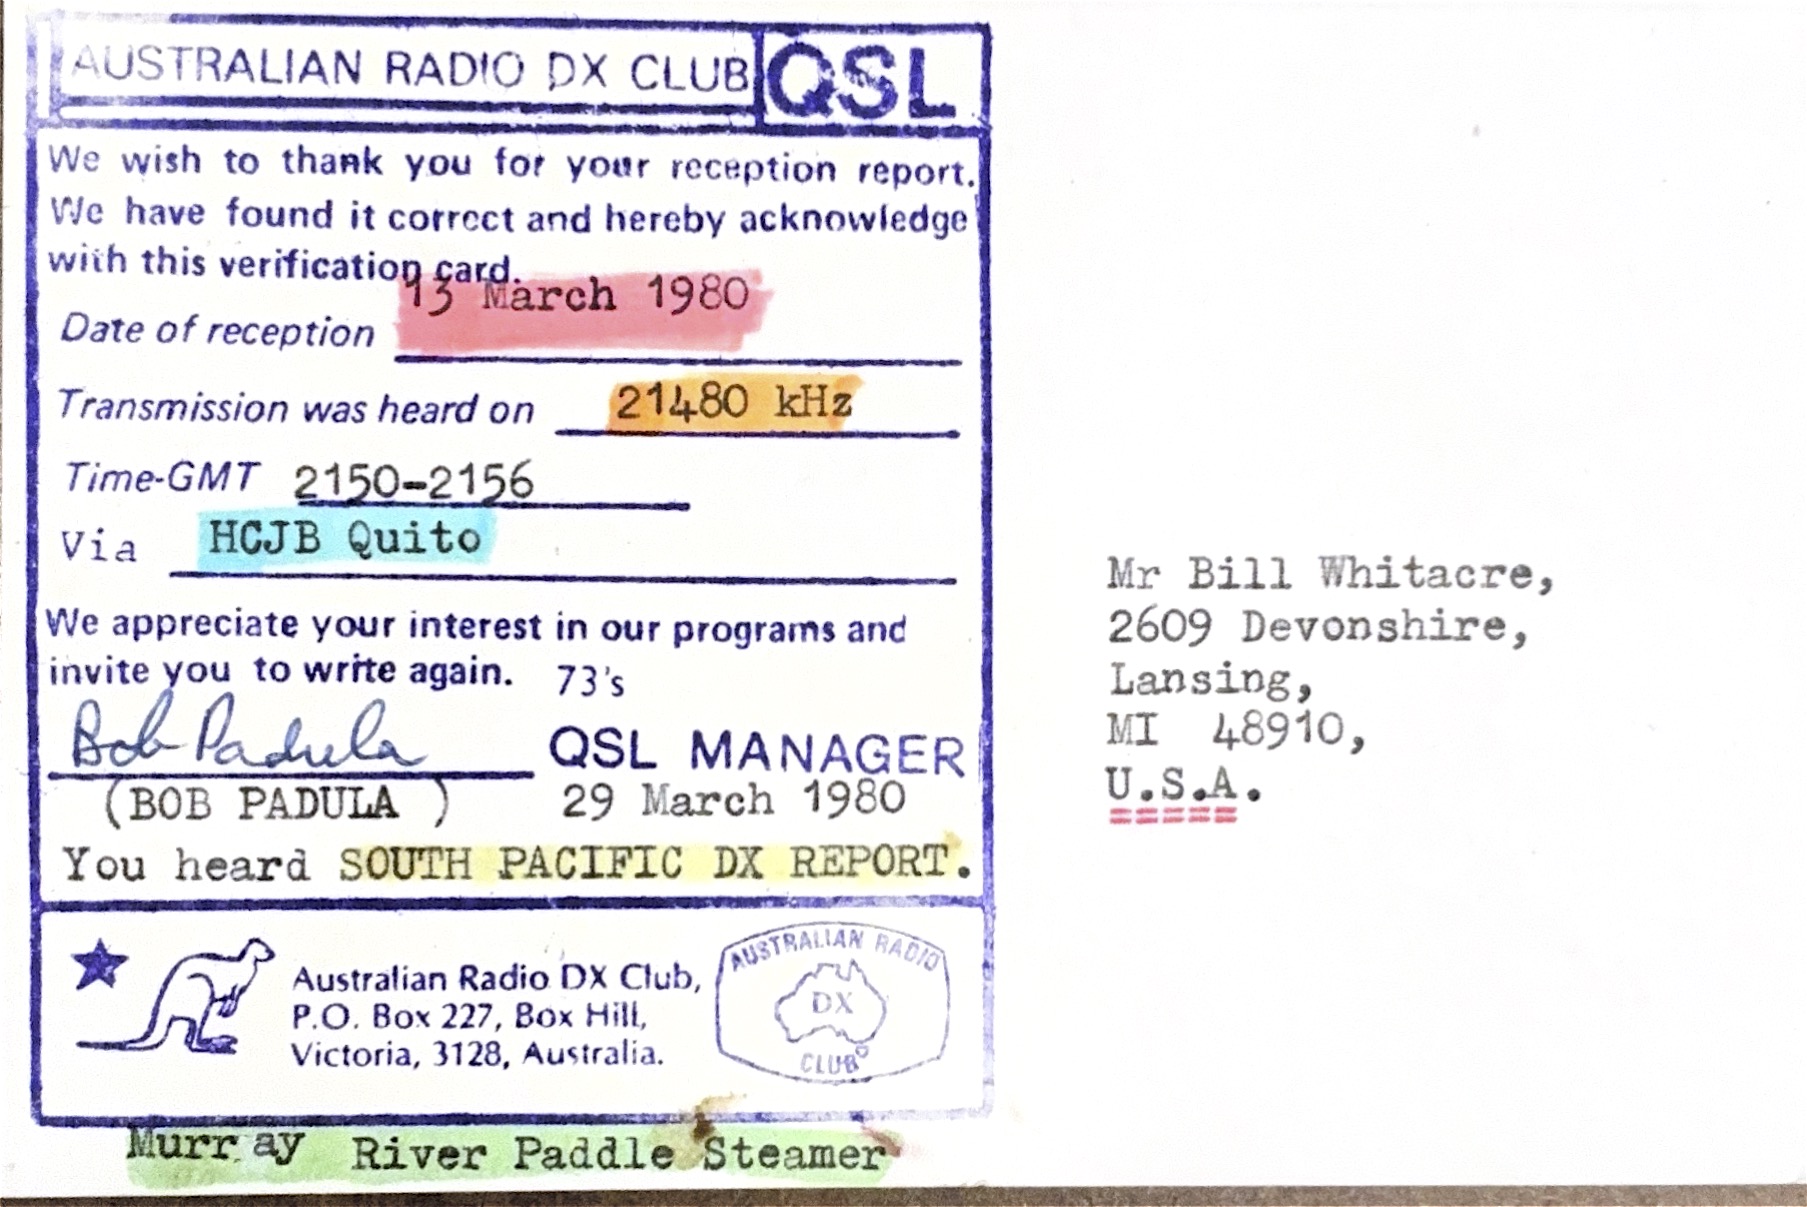 AUSTRALIAN RADIO DX CLUB QSL
We wish to thank you for your reception report.
We have found it correct and hereby acknowledge
with this verification card.
13 March 1980
Date of reception
Transmission was heard on 21480 kHz
Time-GMT 2150-2156
Via HCJB Quito
We appreciate your interest in our programs and
invite you to write again. 73's
Bob Padula QSL MANAGER
(BOB PADULA ) 29 March 1980
You heard SOUTH PACIFIC DX REPORT.
Australian Radio DX Club,
P.O. Box 227, Box Hill,
Victoria, 3128, Australia.
AUSTRALIAN RADIO
DX
CLUB
Murray River Paddle Steamer
Mr Bill Whitacre,
2609 Devonshire,
Lansing,
MI 48910,
U.S.A.
=====